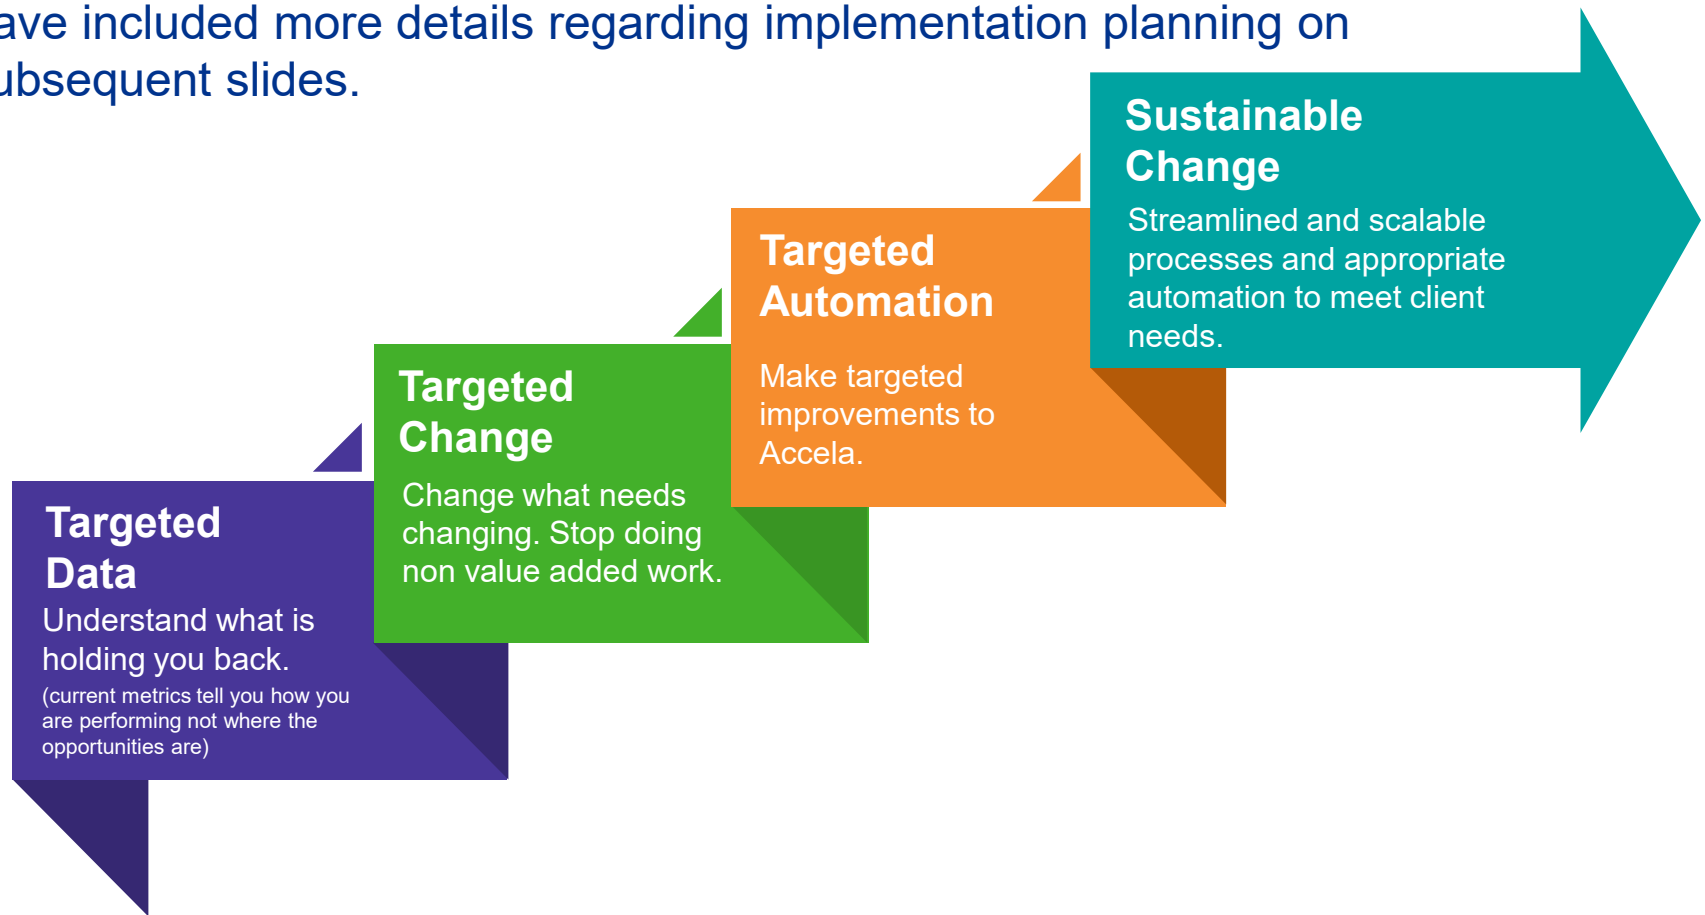 ave included more details regarding implementation planning on
ubsequent slides.
Sustainable
Change
Streamlined and scalable
processes and appropriate
automation to meet client
needs.
Targeted
Automation
Make targeted
improvements to
Accela.
Targeted
Change
Change what needs
changing. Stop doing
non value added work.
Targeted
Data
Understand what is
holding you back.
(current metrics tell you how you
are performing not where the
opportunities are)